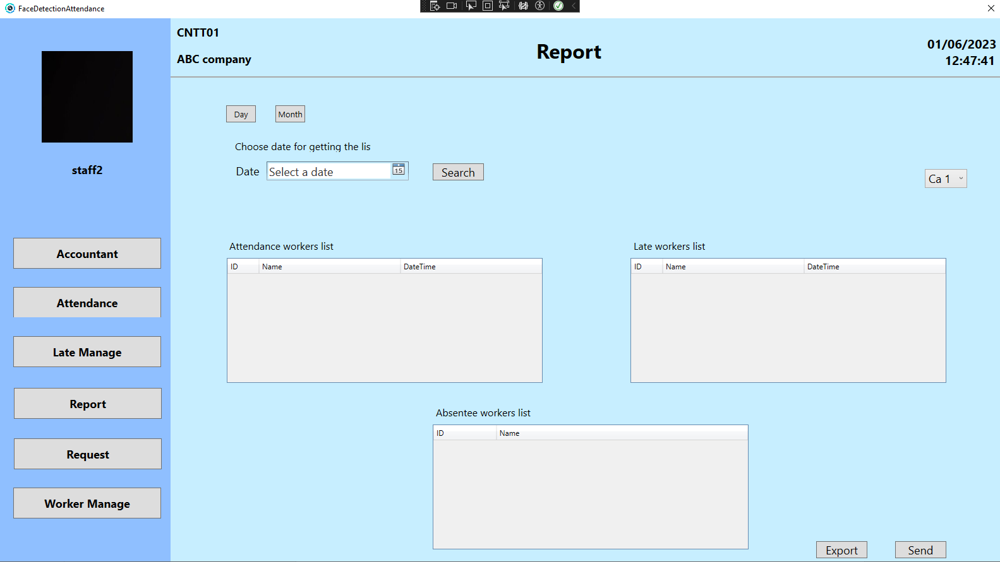 FaceDetectionAttendance
CNTT01
ABC company
Report
01/06/2023
12:47:41
staff2
Accountant
Attendance
Late Manage
Report
Request
Worker Manage
Day
Month
Choose date for getting the lis
Date
Select a date
15
Search
Ca 1
Attendance workers list
ID Name DateTime
Late workers list
ID Name DateTime
Absentee workers list
ID Name
Export
Send